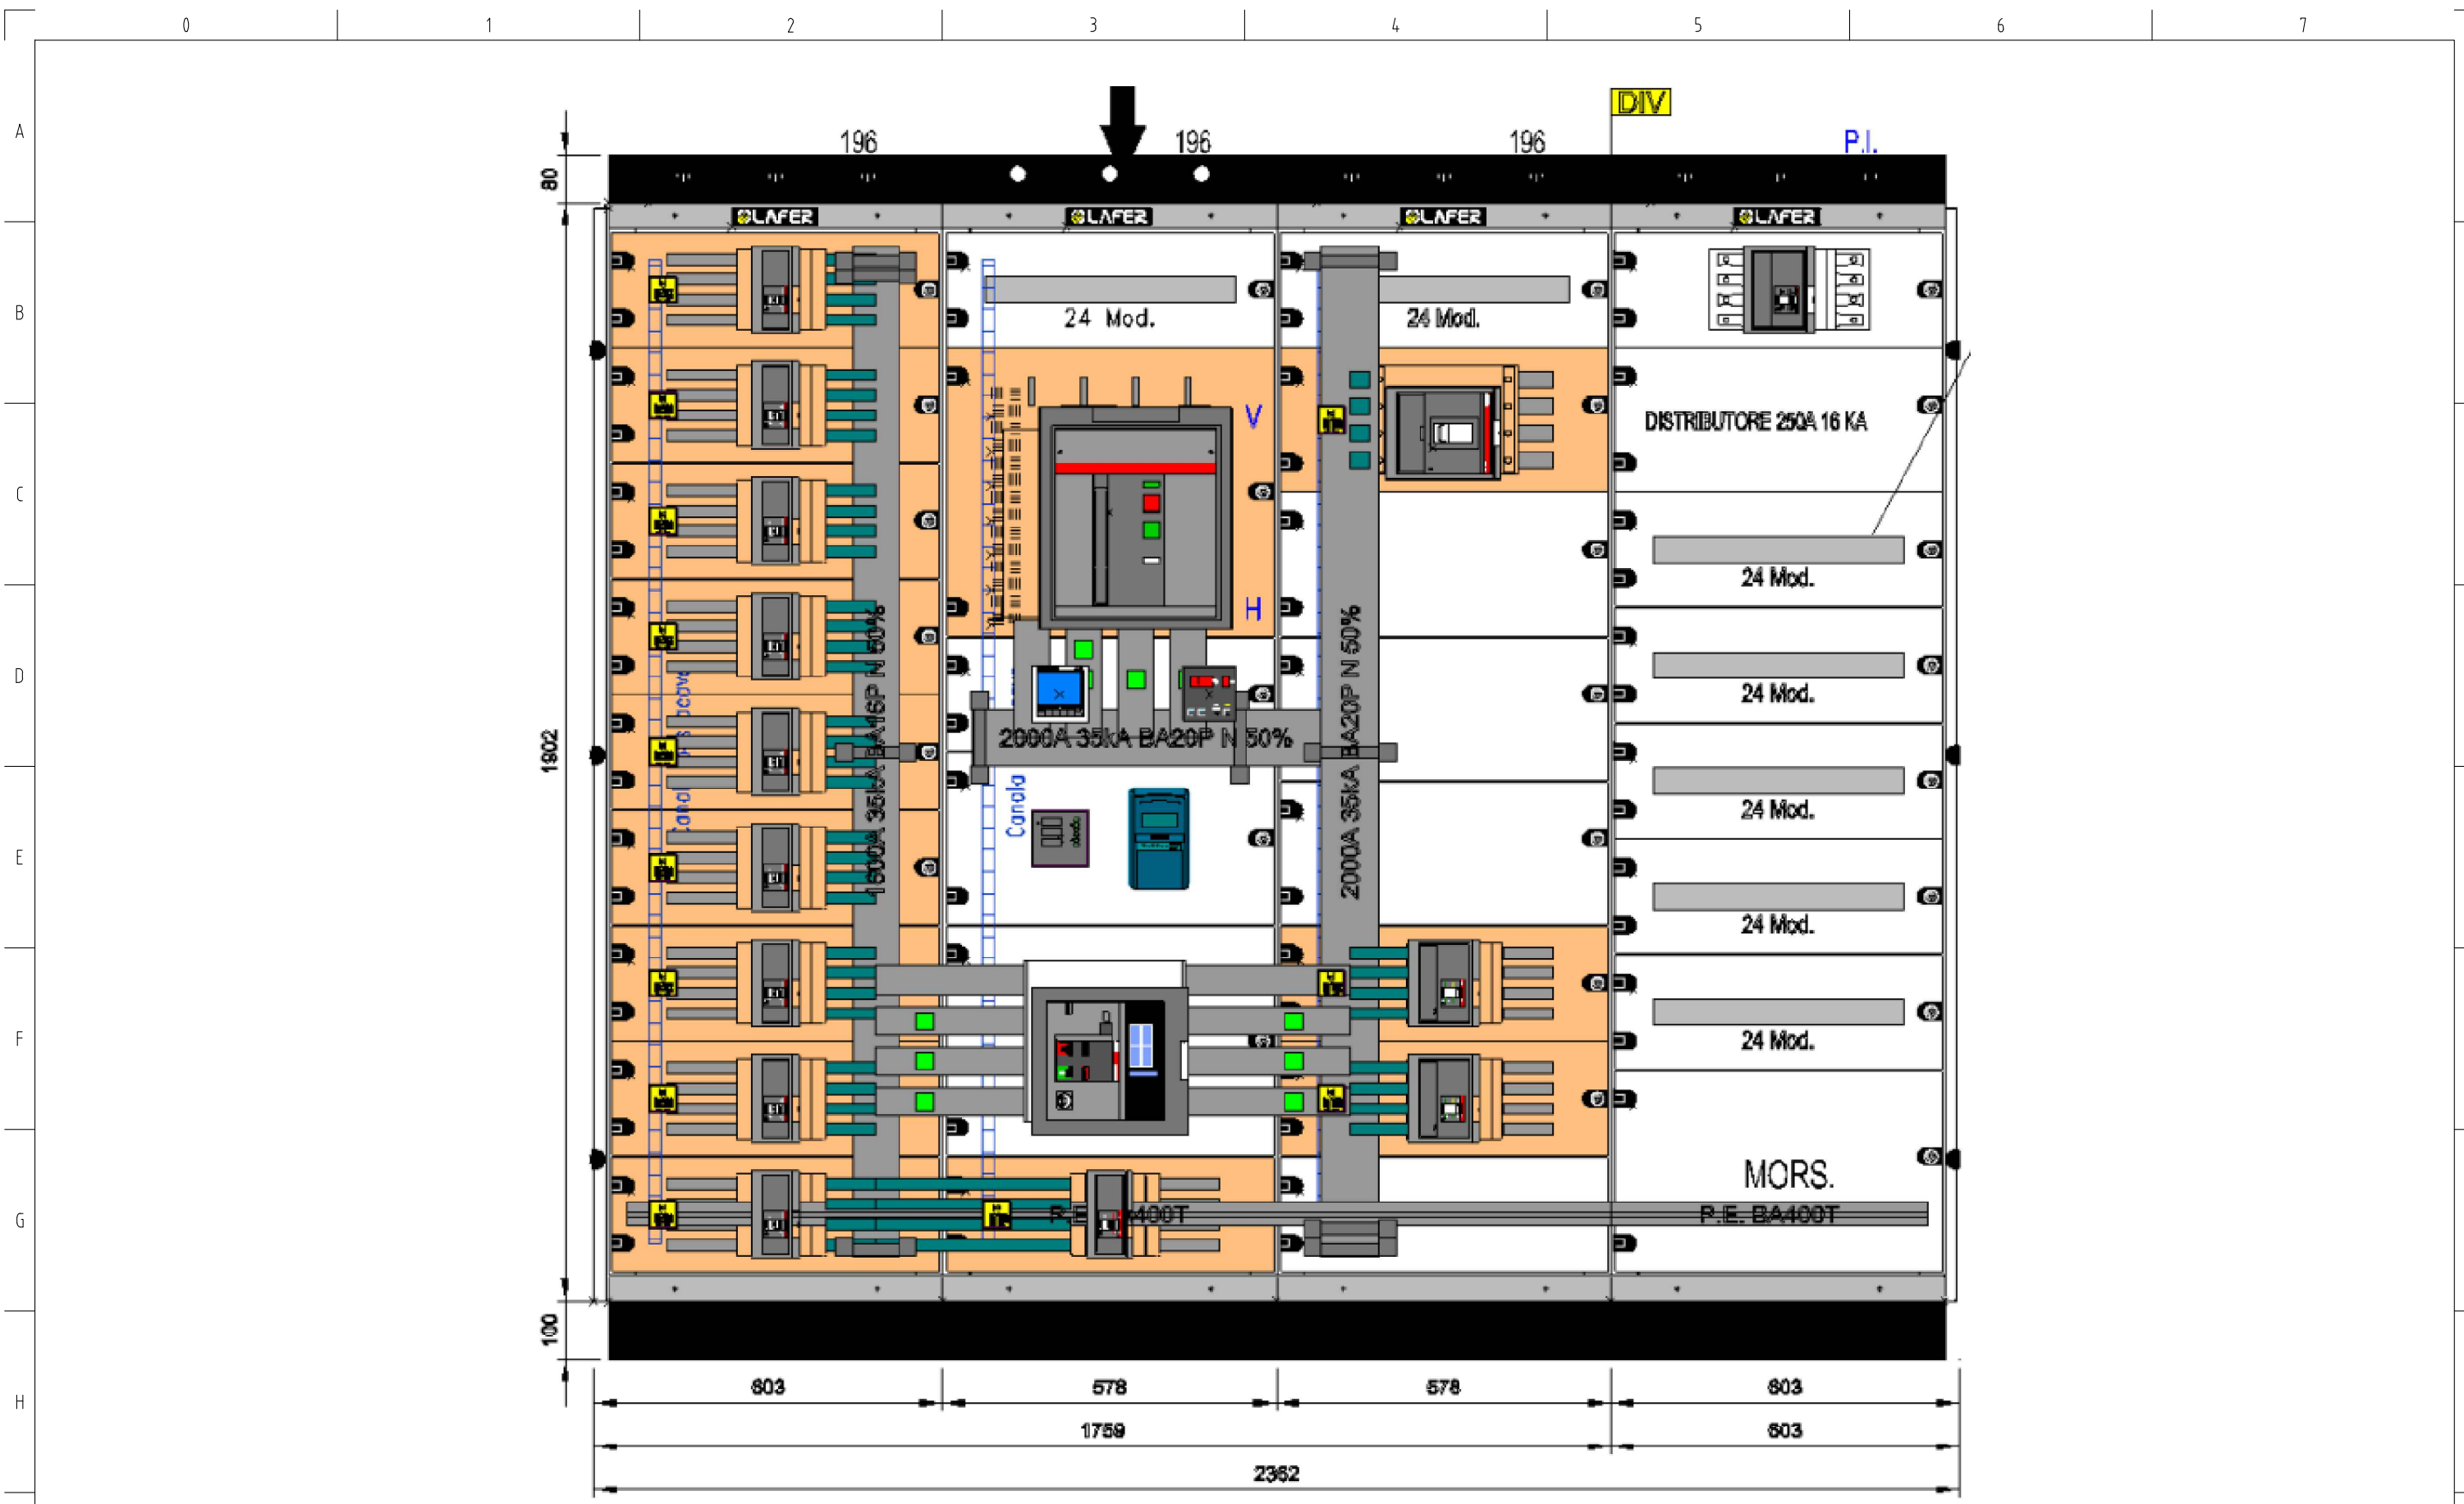 0 1 2 3 4 5 6 7
A
B
C
D
E
F
G
H
DIV
196 196 196 P.I.
80
LAFER LAFER LAFER LAFER
24 Mod. 24 Mod.
V
DISTRIBUTORE 250A 16 KA
24 Mod.
H
24 Mod.
1600A 35kA BA16P N 50%
2000A 35kA BA20P N 50%
2000A 35kA BA20P N 50%
1902
Canala
24 Mod.
24 Mod.
24 Mod.
MORS.
P.E. BA400T
100
603 578 578 603
1759 603
2362